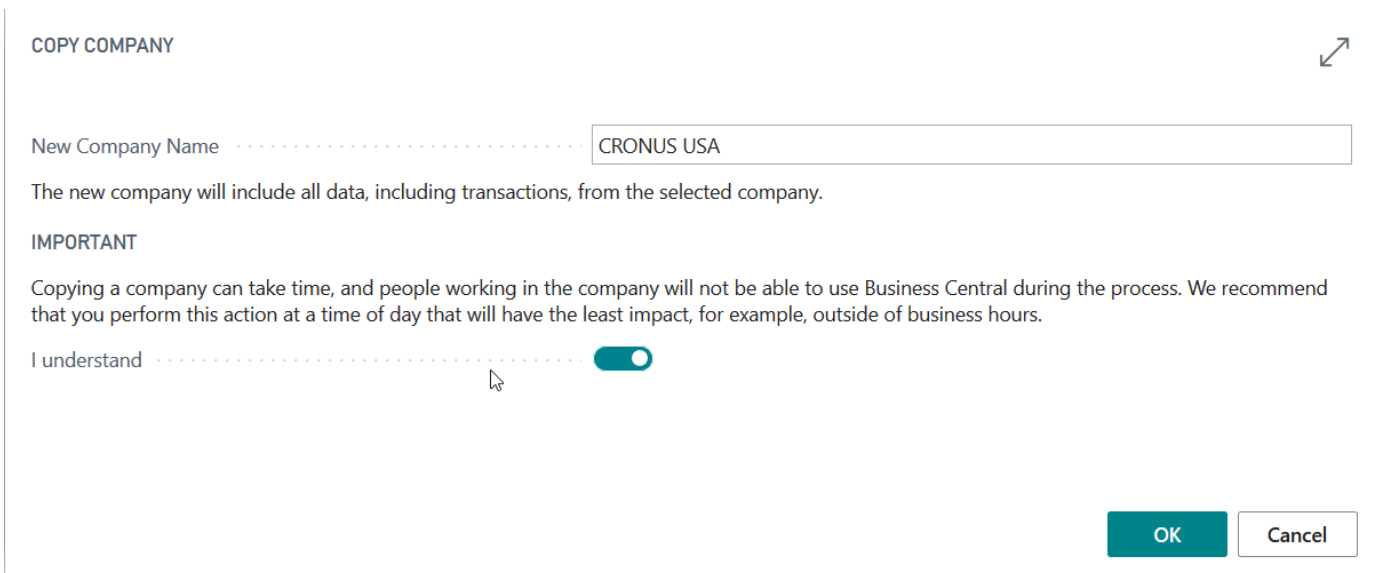 COPY COMPANY
New Company Name
CRONUS USA
The new company will include all data, including transactions, from the selected company.
IMPORTANT
Copying a company can take time, and people working in the company will not be able to use Business Central during the process. We recommend
that you perform this action at a time of day that will have the least impact, for example, outside of business hours.
I understand
OK
Cancel